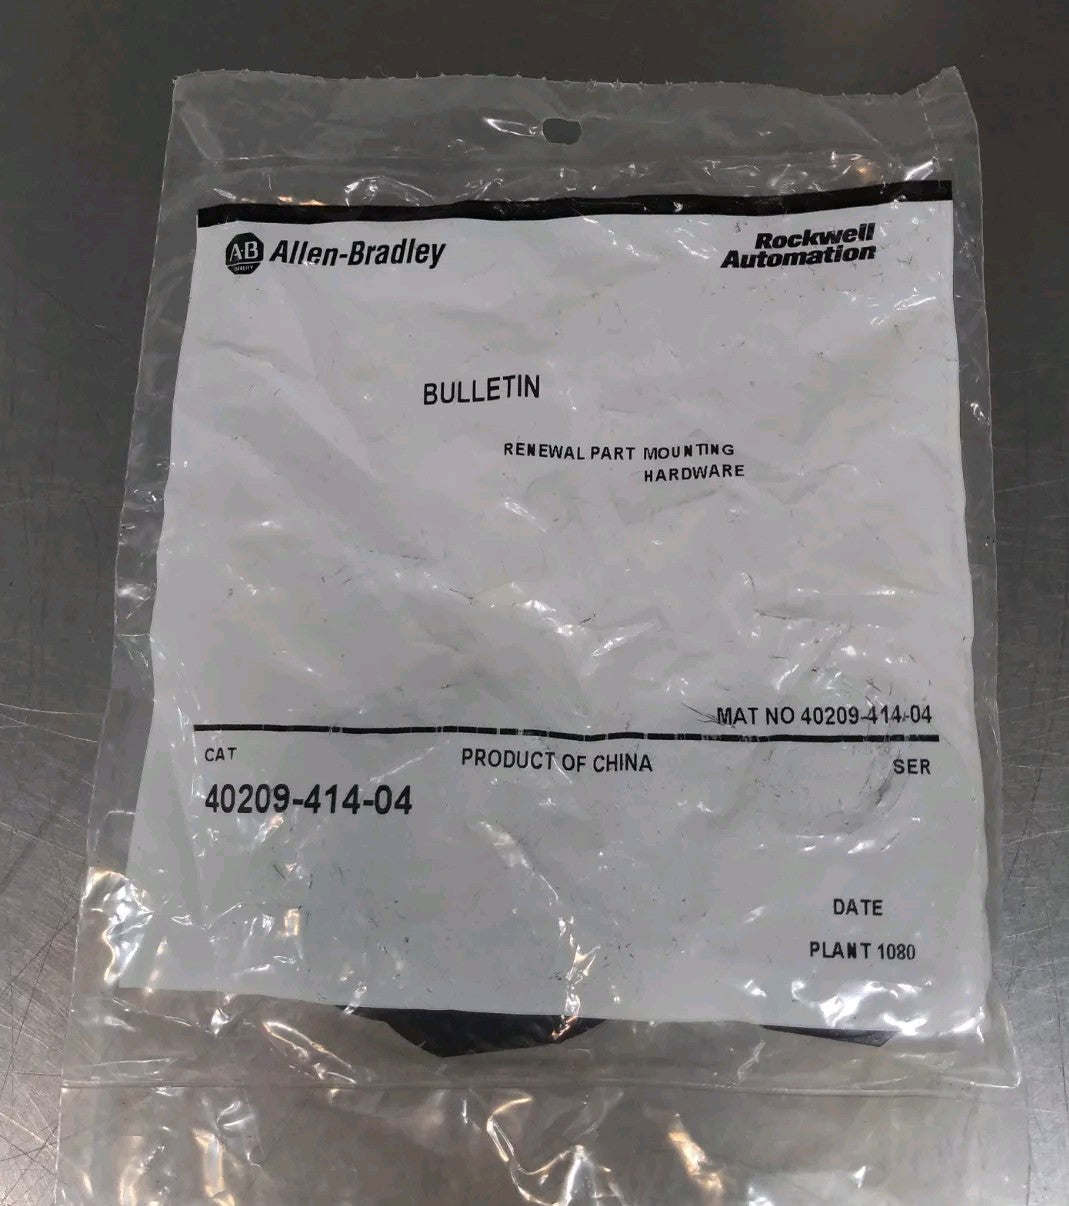 A-B QUALITY Allen-Bradley
Rockwell
Automation
BULLETIN
RENEWAL PART MOUNTING
HARDWARE
MAT NO 40209-414-04
CAT PRODUCT OF CHINA SER
40209-414-04
DATE
PLANT 1080